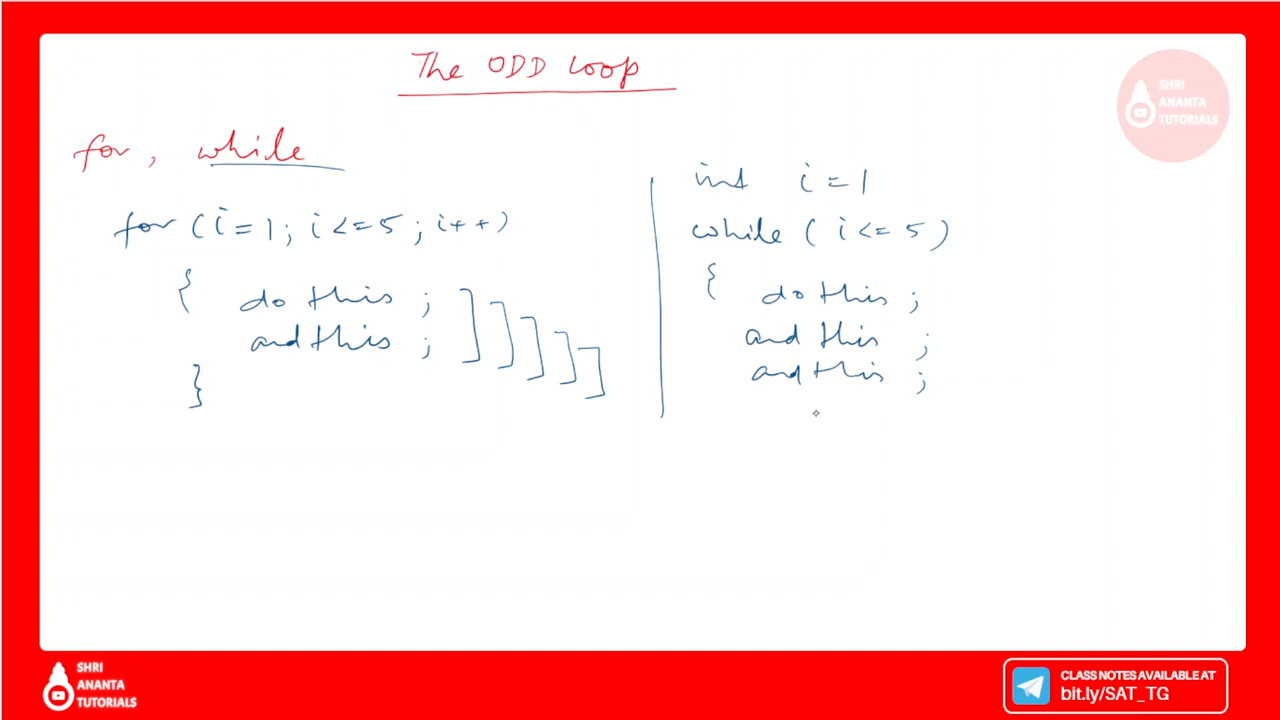 The ODD Loop
SHRI
ANANTA
TUTORIALS
for, while
for (i=1; i<=5; i++)
{ do this ;
and this ;
}
int i=1
while ( i<=5 )
{ do this ;
and this ;
and this ;
SHRI
ANANTA
TUTORIALS
CLASS NOTES AVAILABLE AT
bit.ly/SAT_TG